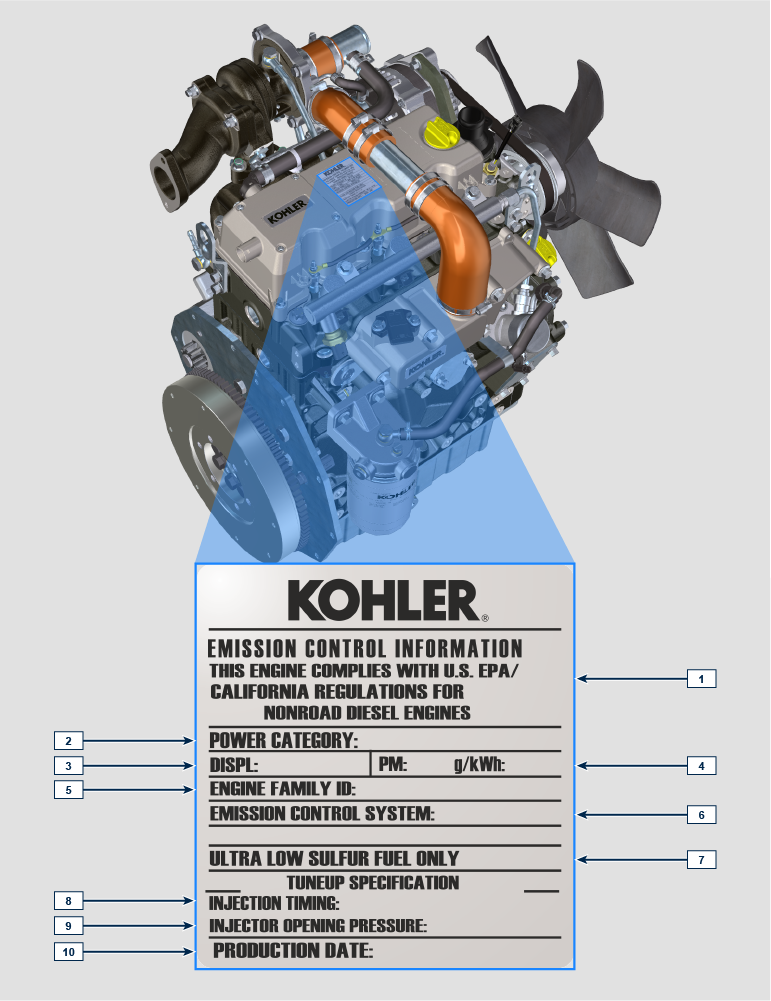 KOHLER
KOHLER
KOHLER
KOHLER
KOHLER®
EMISSION CONTROL INFORMATION
THIS ENGINE COMPLIES WITH U.S. EPA/
CALIFORNIA REGULATIONS FOR
NONROAD DIESEL ENGINES
1
2 POWER CATEGORY:
3 DISPL: PM: g/kWh: 4
5 ENGINE FAMILY ID:
EMISSION CONTROL SYSTEM: 6
ULTRA LOW SULFUR FUEL ONLY 7
TUNEUP SPECIFICATION
8 INJECTION TIMING:
9 INJECTOR OPENING PRESSURE:
10 PRODUCTION DATE: